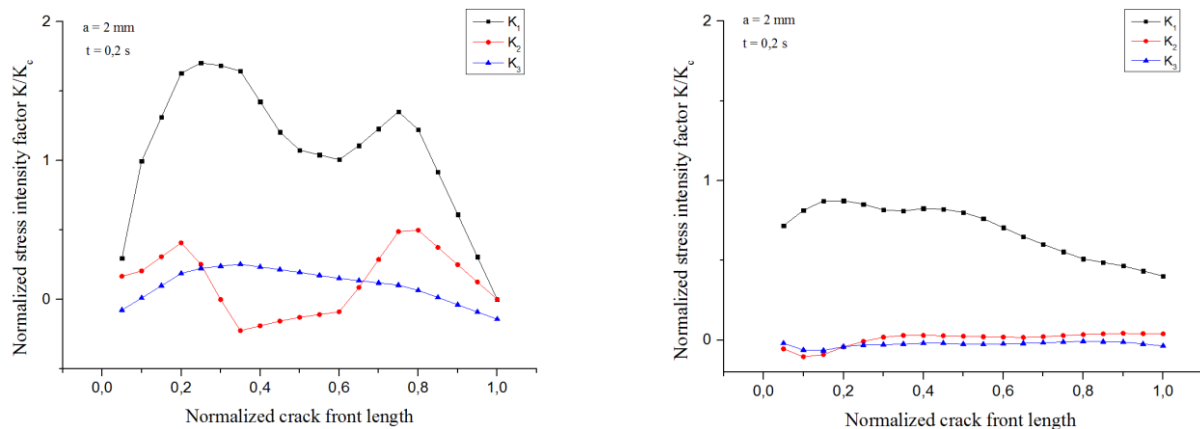 a = 2 mm
t = 0,2 s
K1
K2
K3
Normalized stress intensity factor K/Kc
2
1
0
0,0 0,2 0,4 0,6 0,8 1,0
Normalized crack front length
a = 2 mm
t = 0,2 s
K1
K2
K3
Normalized stress intensity factor K/Kc
2
1
0
0,0 0,2 0,4 0,6 0,8 1,0
Normalized crack front length